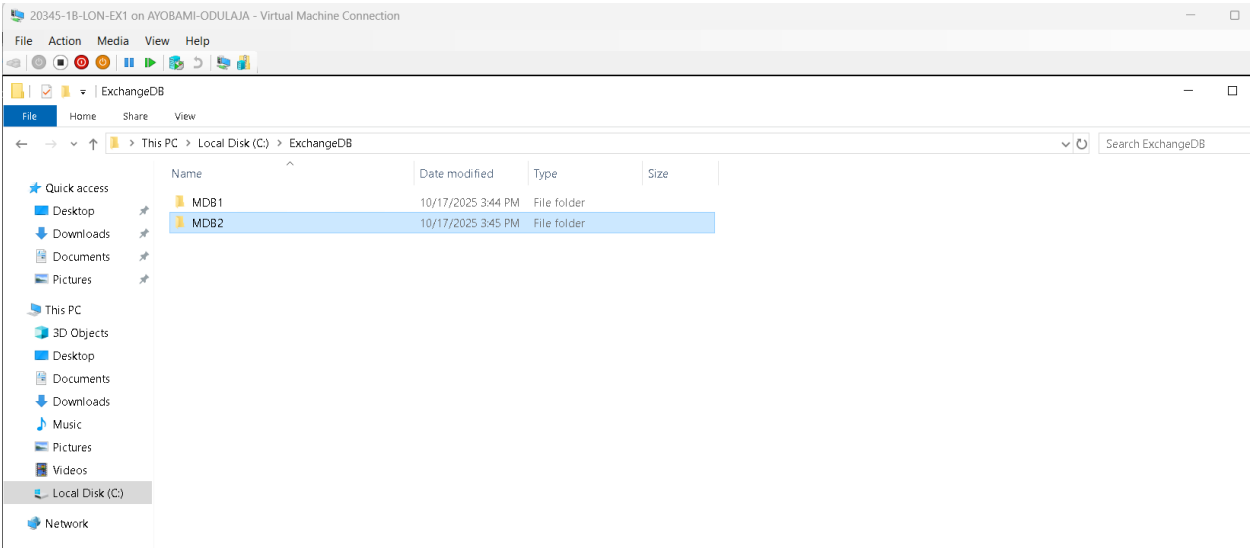 20345-1B-LON-EX1 on AYOBAMI-ODULAJA - Virtual Machine Connection
File Action Media View Help
ExchangeDB
File Home Share View
This PC > Local Disk (C:) > ExchangeDB
Search ExchangeDB
Name Date modified Type Size
Quick access
Desktop
Downloads
Documents
Pictures
This PC
3D Objects
Desktop
Documents
Downloads
Music
Pictures
Videos
Local Disk (C:)
Network
MDB1 10/17/2025 3:44 PM File folder
MDB2 10/17/2025 3:45 PM File folder